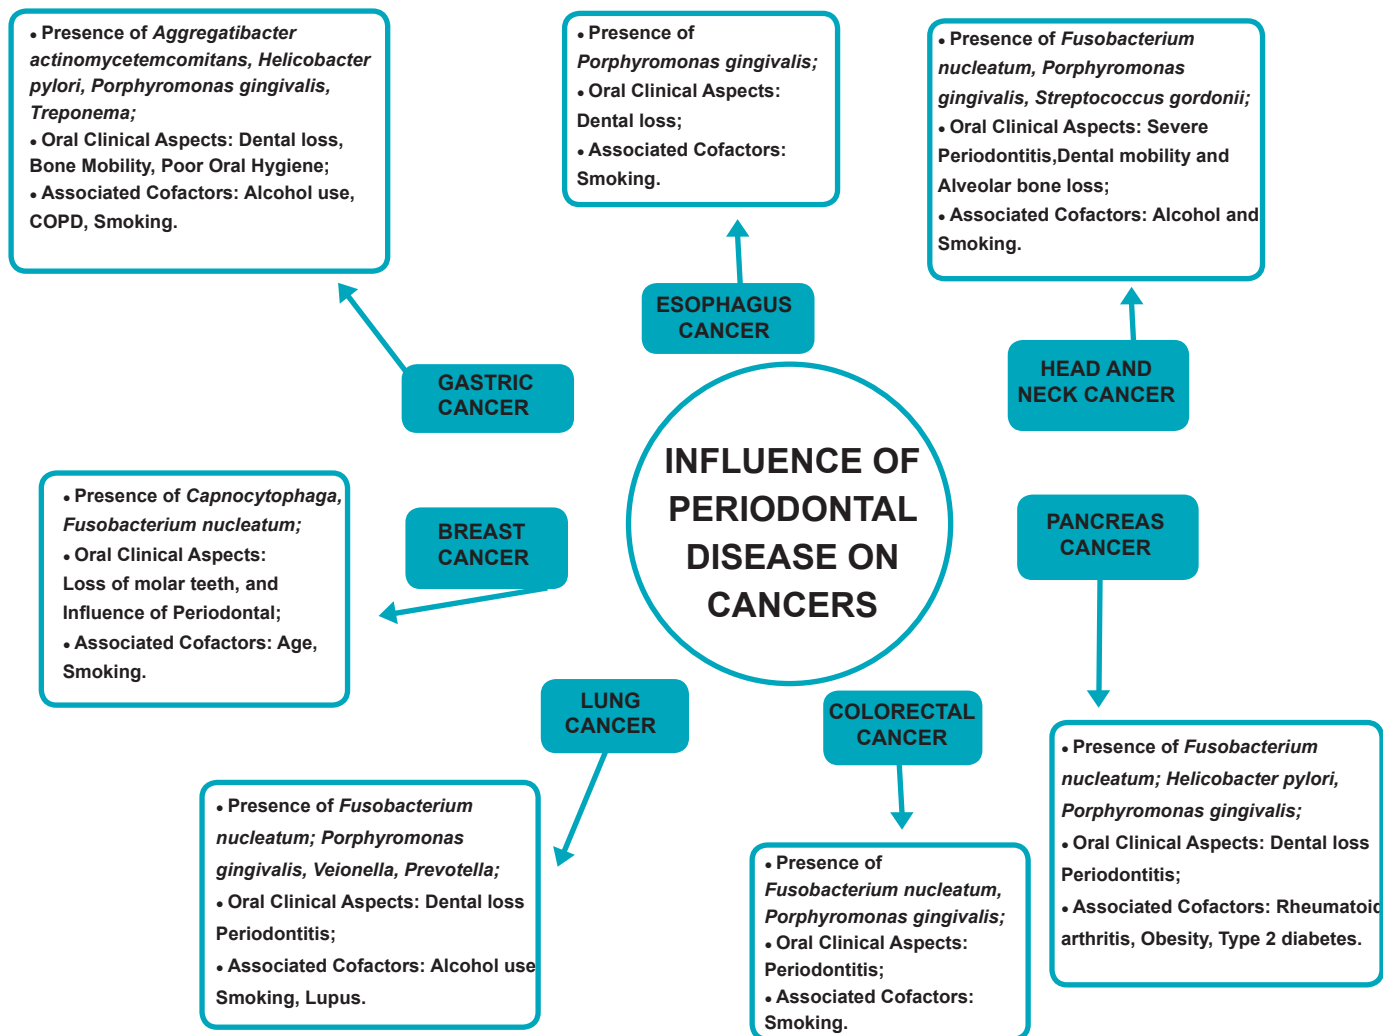 • Presence of Aggregatibacter
actinomycetemcomitans, Helicobacter
pylori, Porphyromonas gingivalis,
Treponema;
• Oral Clinical Aspects: Dental loss,
Bone Mobility, Poor Oral Hygiene;
• Associated Cofactors: Alcohol use,
COPD, Smoking.
• Presence of
Porphyromonas gingivalis;
• Oral Clinical Aspects:
Dental loss;
• Associated Cofactors:
Smoking.
• Presence of Fusobacterium
nucleatum, Porphyromonas
gingivalis, Streptococcus gordonii;
• Oral Clinical Aspects: Severe
Periodontitis,Dental mobility and
Alveolar bone loss;
• Associated Cofactors: Alcohol and
Smoking.
ESOPHAGUS
CANCER
GASTRIC
CANCER
HEAD AND
NECK CANCER
INFLUENCE OF
PERIODONTAL
DISEASE ON
CANCERS
• Presence of Capnocytophaga,
Fusobacterium nucleatum;
• Oral Clinical Aspects:
Loss of molar teeth, and
Influence of Periodontal;
• Associated Cofactors: Age,
Smoking.
BREAST
CANCER
PANCREAS
CANCER
LUNG
CANCER
COLORECTAL
CANCER
• Presence of Fusobacterium
nucleatum; Porphyromonas
gingivalis, Veionella, Prevotella;
• Oral Clinical Aspects: Dental loss
Periodontitis;
• Associated Cofactors: Alcohol use
Smoking, Lupus.
• Presence of
Fusobacterium nucleatum,
Porphyromonas gingivalis;
• Oral Clinical Aspects:
Periodontitis;
• Associated Cofactors:
Smoking.
• Presence of Fusobacterium
nucleatum; Helicobacter pylori,
Porphyromonas gingivalis;
• Oral Clinical Aspects: Dental loss
Periodontitis;
• Associated Cofactors: Rheumatoid
arthritis, Obesity, Type 2 diabetes.